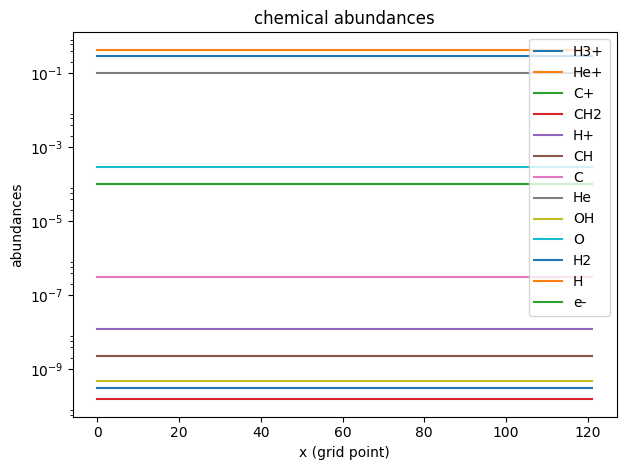 chemical abundances
abundances
10⁻¹
10⁻³
10⁻⁵
10⁻⁷
10⁻⁹
H3+
He+
C+
CH2
H+
CH
C
He
OH
O
H2
H
e-
0 20 40 60 80 100 120
x (grid point)